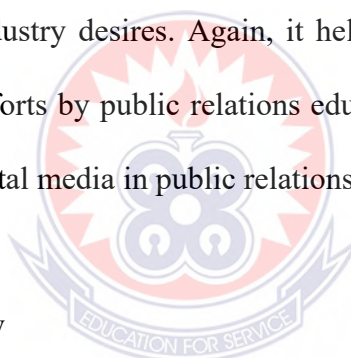 ustry desires. Again, it hel
forts by public relations edu
tal media in public relations
y
EDUCATION FOR SERVICE